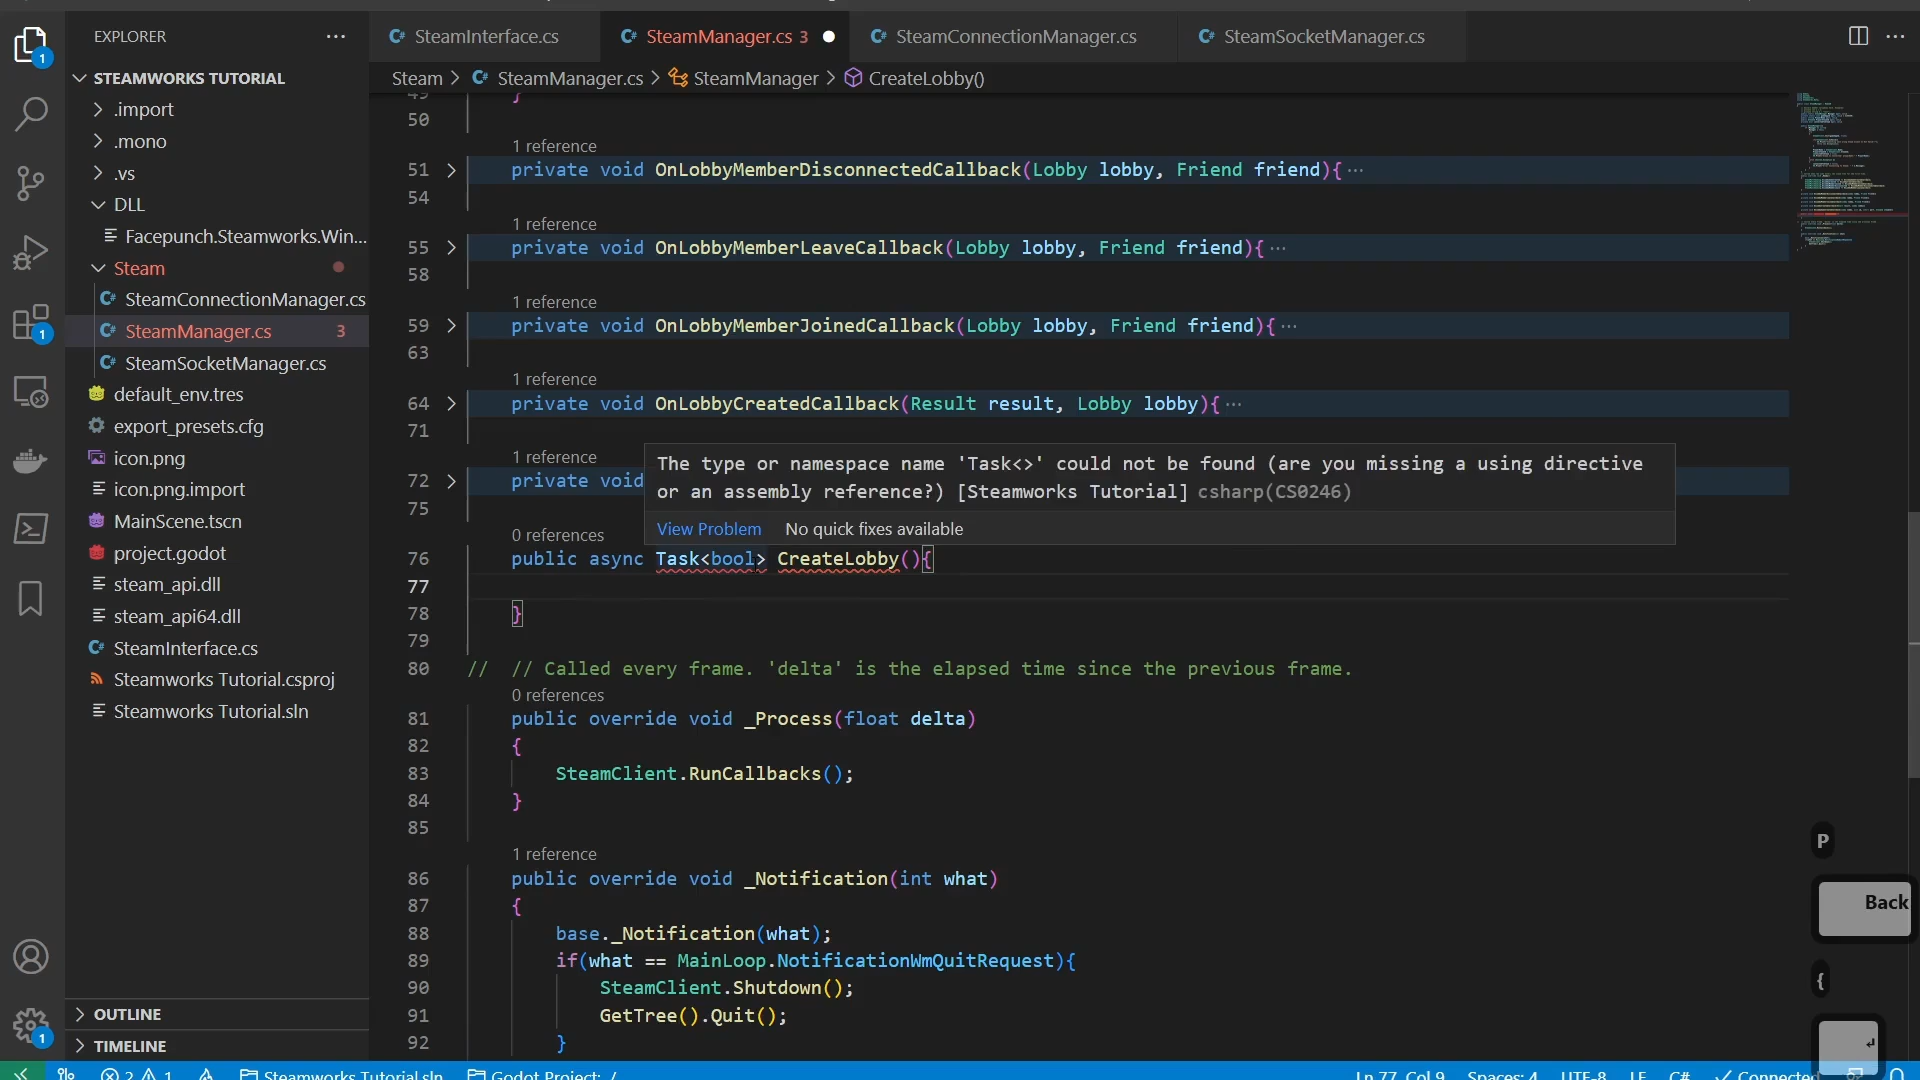 EXPLORER
STEAMWORKS TUTORIAL
.import
.mono
.vs
DLL
Facepunch.Steamworks.Win...
Steam
C# SteamConnectionManager.cs
C# SteamManager.cs 3
C# SteamSocketManager.cs
default_env.tres
export_presets.cfg
icon.png
icon.png.import
MainScene.tscn
project.godot
steam_api.dll
steam_api64.dll
C# SteamInterface.cs
Steamworks Tutorial.csproj
Steamworks Tutorial.sln
OUTLINE
TIMELINE
1
1
1
C# SteamInterface.cs
C# SteamManager.cs 3
C# SteamConnectionManager.cs
C# SteamSocketManager.cs
Steam > C# SteamManager.cs > SteamManager > CreateLobby()
49 }
50
1 reference
51 private void OnLobbyMemberDisconnectedCallback(Lobby lobby, Friend friend){...
54
1 reference
55 private void OnLobbyMemberLeaveCallback(Lobby lobby, Friend friend){...
58
1 reference
59 private void OnLobbyMemberJoinedCallback(Lobby lobby, Friend friend){...
63
1 reference
64 private void OnLobbyCreatedCallback(Result result, Lobby lobby){...
71
1 reference
72 private void
The type or namespace name 'Task<>' could not be found (are you missing a using directive
or an assembly reference?) [Steamworks Tutorial] csharp(CS0246)
View Problem No quick fixes available
75
0 references
76 public async Task<bool> CreateLobby(){
77
78 }
79
80 // // Called every frame. 'delta' is the elapsed time since the previous frame.
0 references
81 public override void _Process(float delta)
82 {
83 SteamClient.RunCallbacks();
84 }
85
1 reference
86 public override void _Notification(int what)
87 {
88 base._Notification(what);
89 if(what == MainLoop.NotificationWmQuitRequest){
90 SteamClient.Shutdown();
91 GetTree().Quit();
92 }
P
Back
{
2 1 Steamworks Tutorial.sln Godot Project: / Ln 77, Col 9 Spaces: 4 UTF-8 LF C# Connected